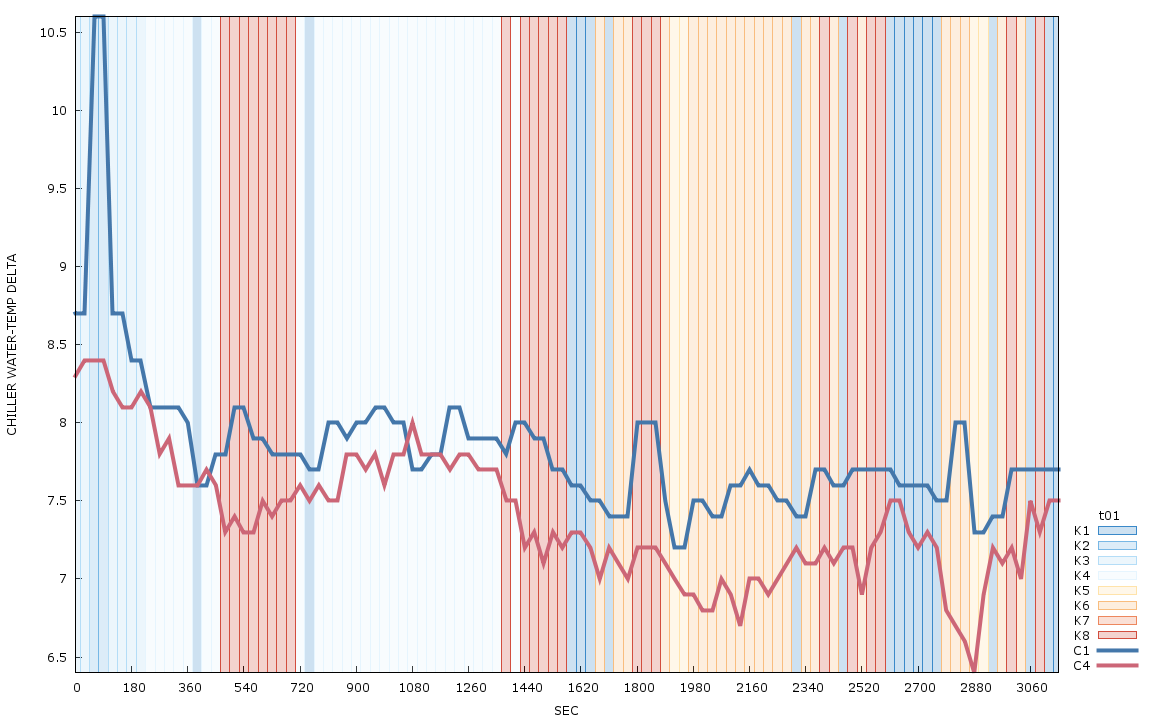 10.5
10
9.5
9
8.5
8
7.5
7
6.5
CHILLER WATER-TEMP DELTA
0 180 360 540 720 900 1080 1260 1440 1620 1800 1980 2160 2340 2520 2700 2880 3060
SEC
t01
K1
K2
K3
K4
K5
K6
K7
K8
C1
C4